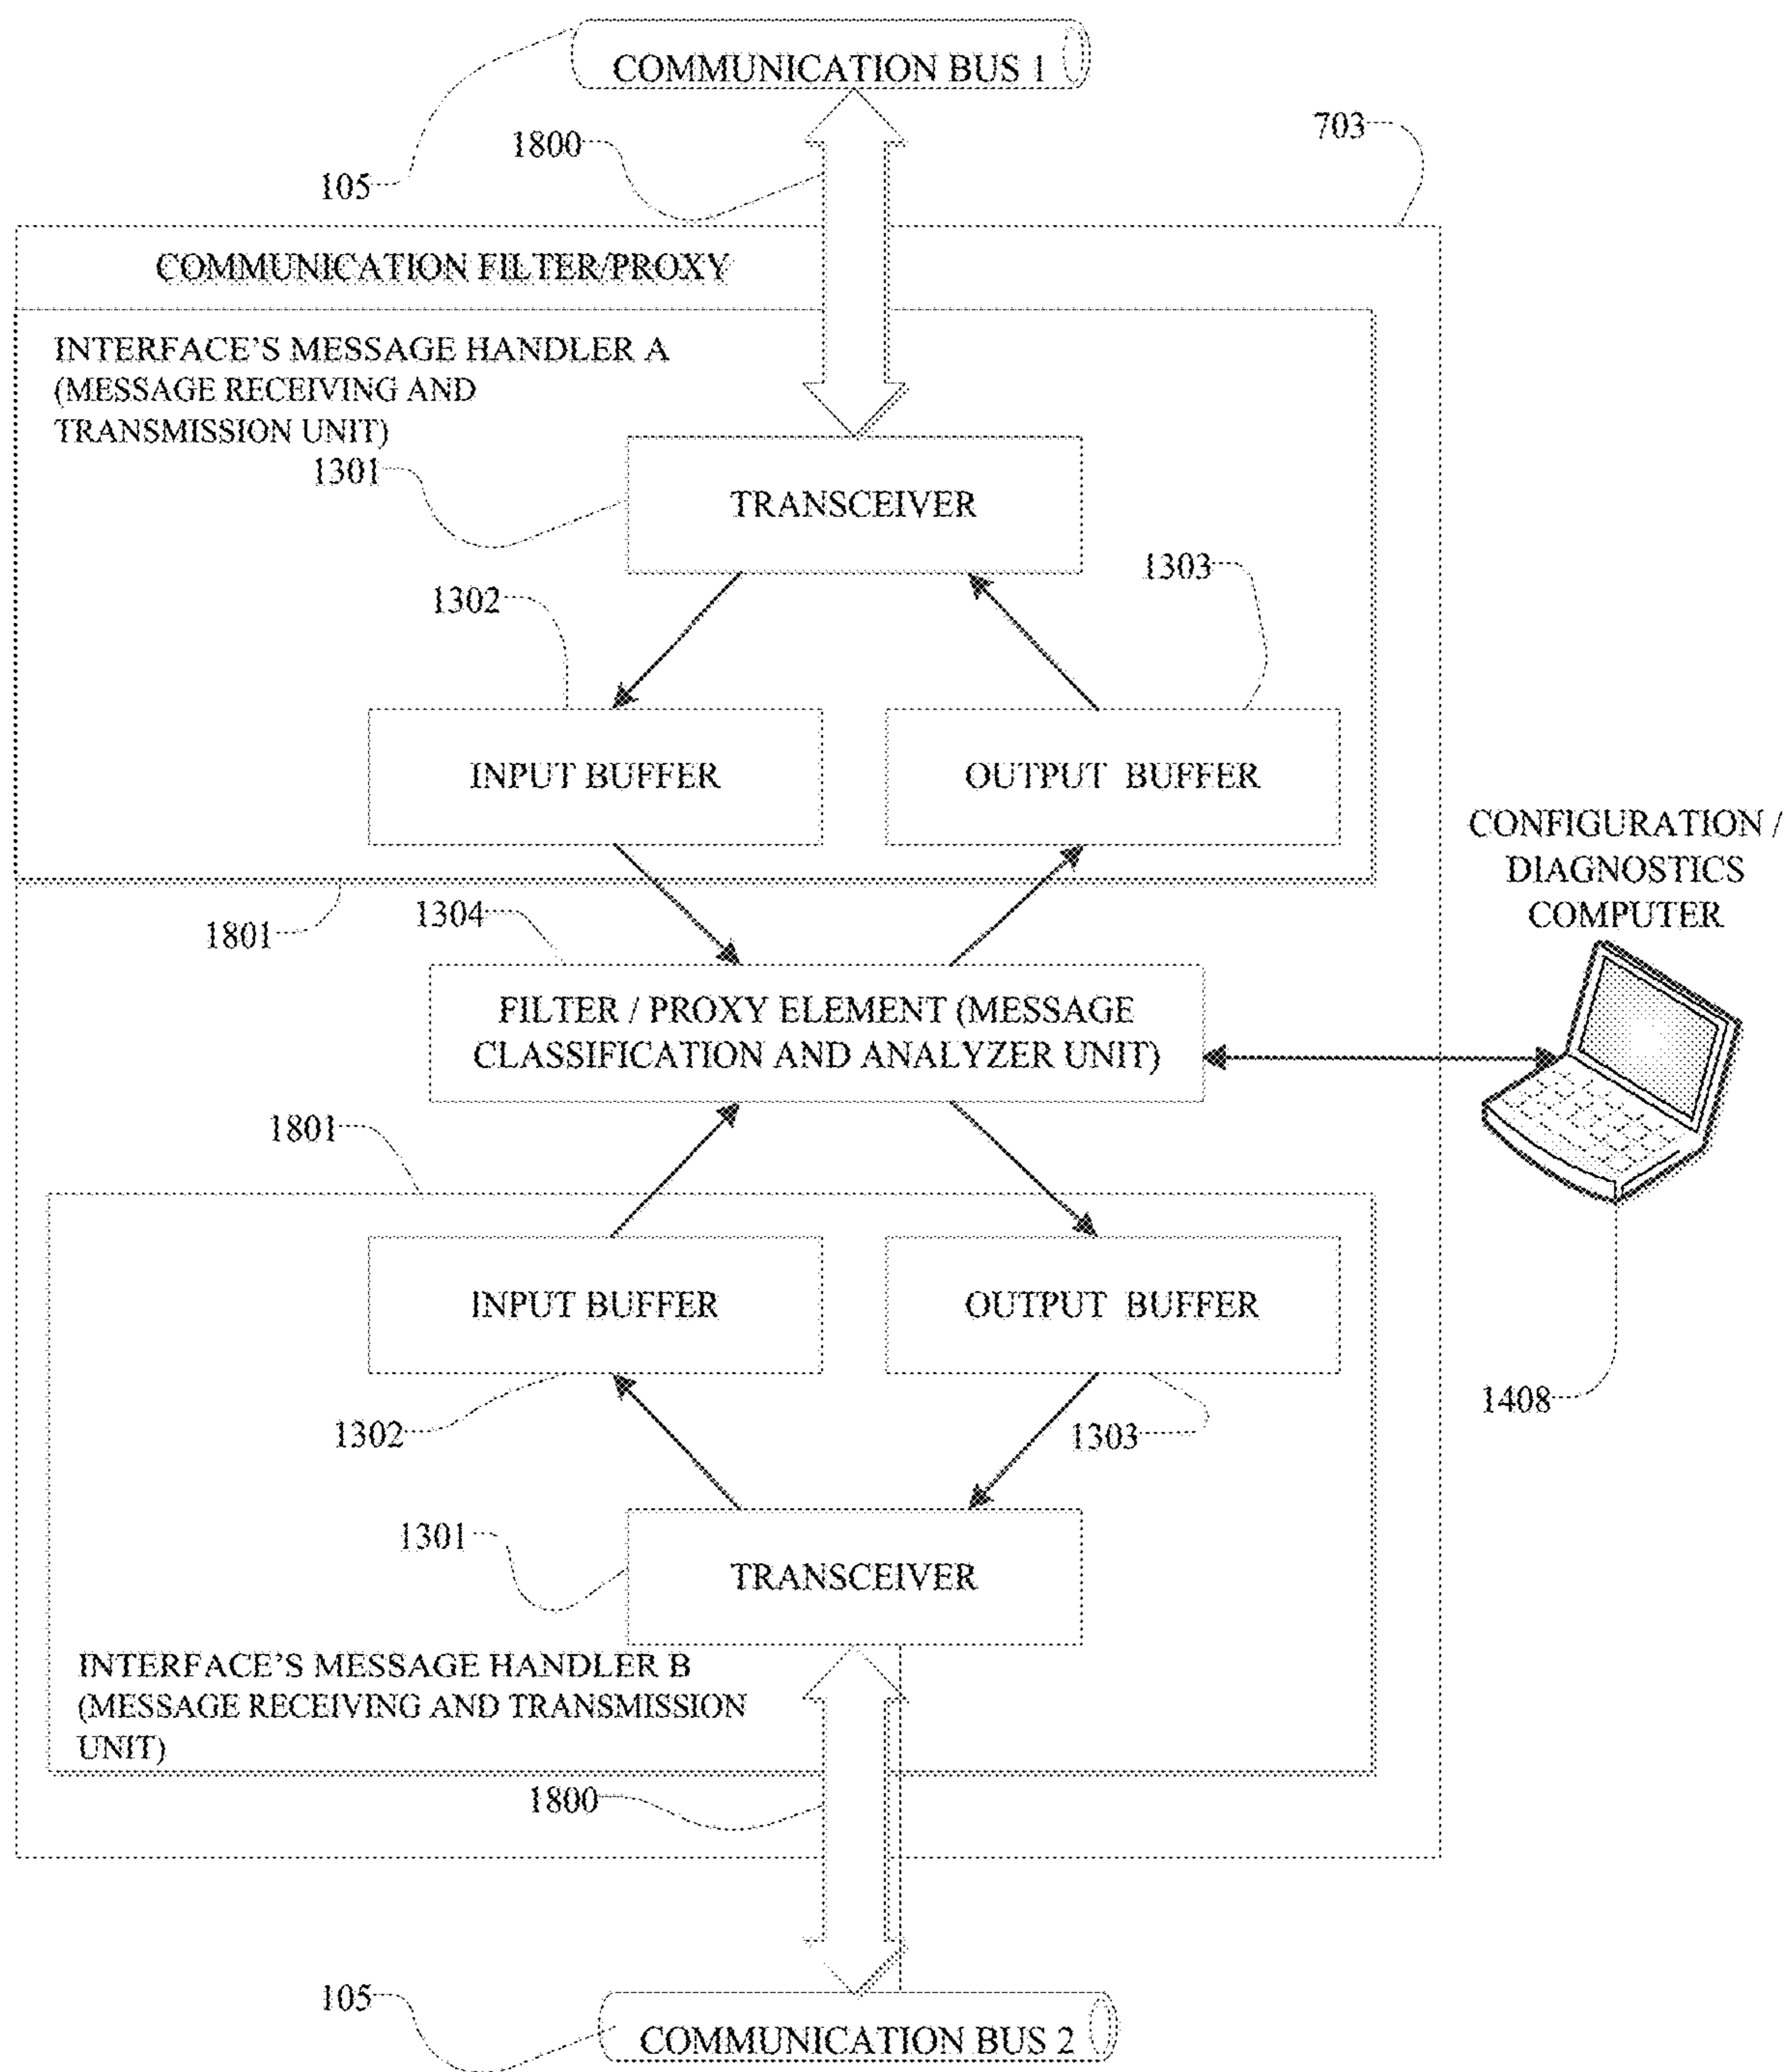 COMMUNICATION BUS 1
703
1800
105
COMMUNICATION FILTER/PROXY
INTERFACE'S MESSAGE HANDLER A
(MESSAGE RECEIVING AND
TRANSMISSION UNIT)
1301
TRANSCEIVER
1303
1302
INPUT BUFFER
OUTPUT BUFFER
CONFIGURATION /
DIAGNOSTICS
COMPUTER
1801
1304
FILTER / PROXY ELEMENT (MESSAGE
CLASSIFICATION AND ANALYZER UNIT)
1801
INPUT BUFFER
OUTPUT BUFFER
1408
1302
1303
1301
TRANSCEIVER
INTERFACE'S MESSAGE HANDLER B
(MESSAGE RECEIVING AND TRANSMISSION
UNIT)
1800
105
COMMUNICATION BUS 2